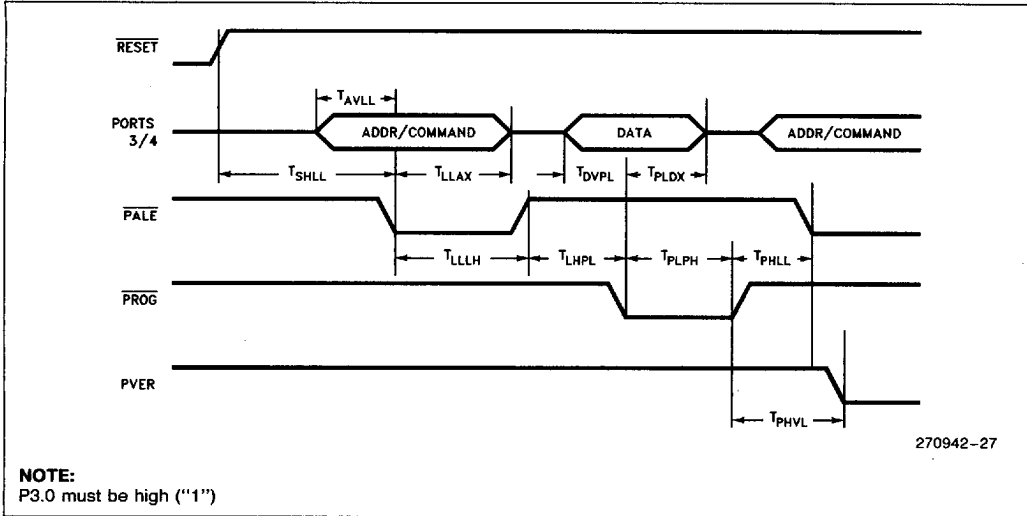 RESET
T_AVLL
PORTS
3/4
ADDR/COMMAND
DATA
ADDR/COMMAND
T_SHLL
T_LLAX
T_DVPL
T_PLDX
PALE
T_LLLH
T_LHPL
T_PLPH
T_PHLL
PROG
PVER
T_PHVL
270942-27
NOTE:
P3.0 must be high ("1")